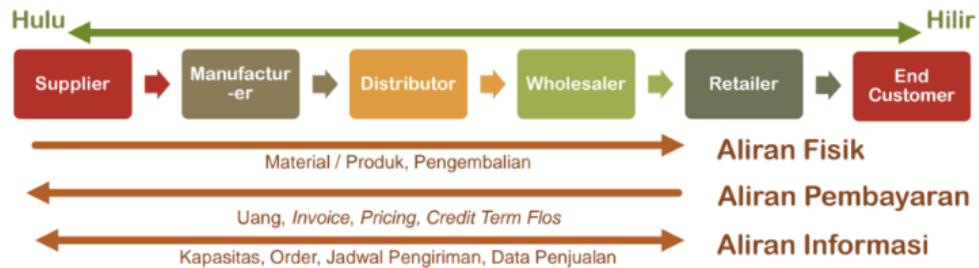 Hulu
Hilir
Supplier
Manufactur
-er
Distributor
Wholesaler
Retailer
End
Customer
Material / Produk, Pengembalian
Aliran Fisik
Uang, Invoice, Pricing, Credit Term Flos
Aliran Pembayaran
Kapasitas, Order, Jadwal Pengiriman, Data Penjualan
Aliran Informasi